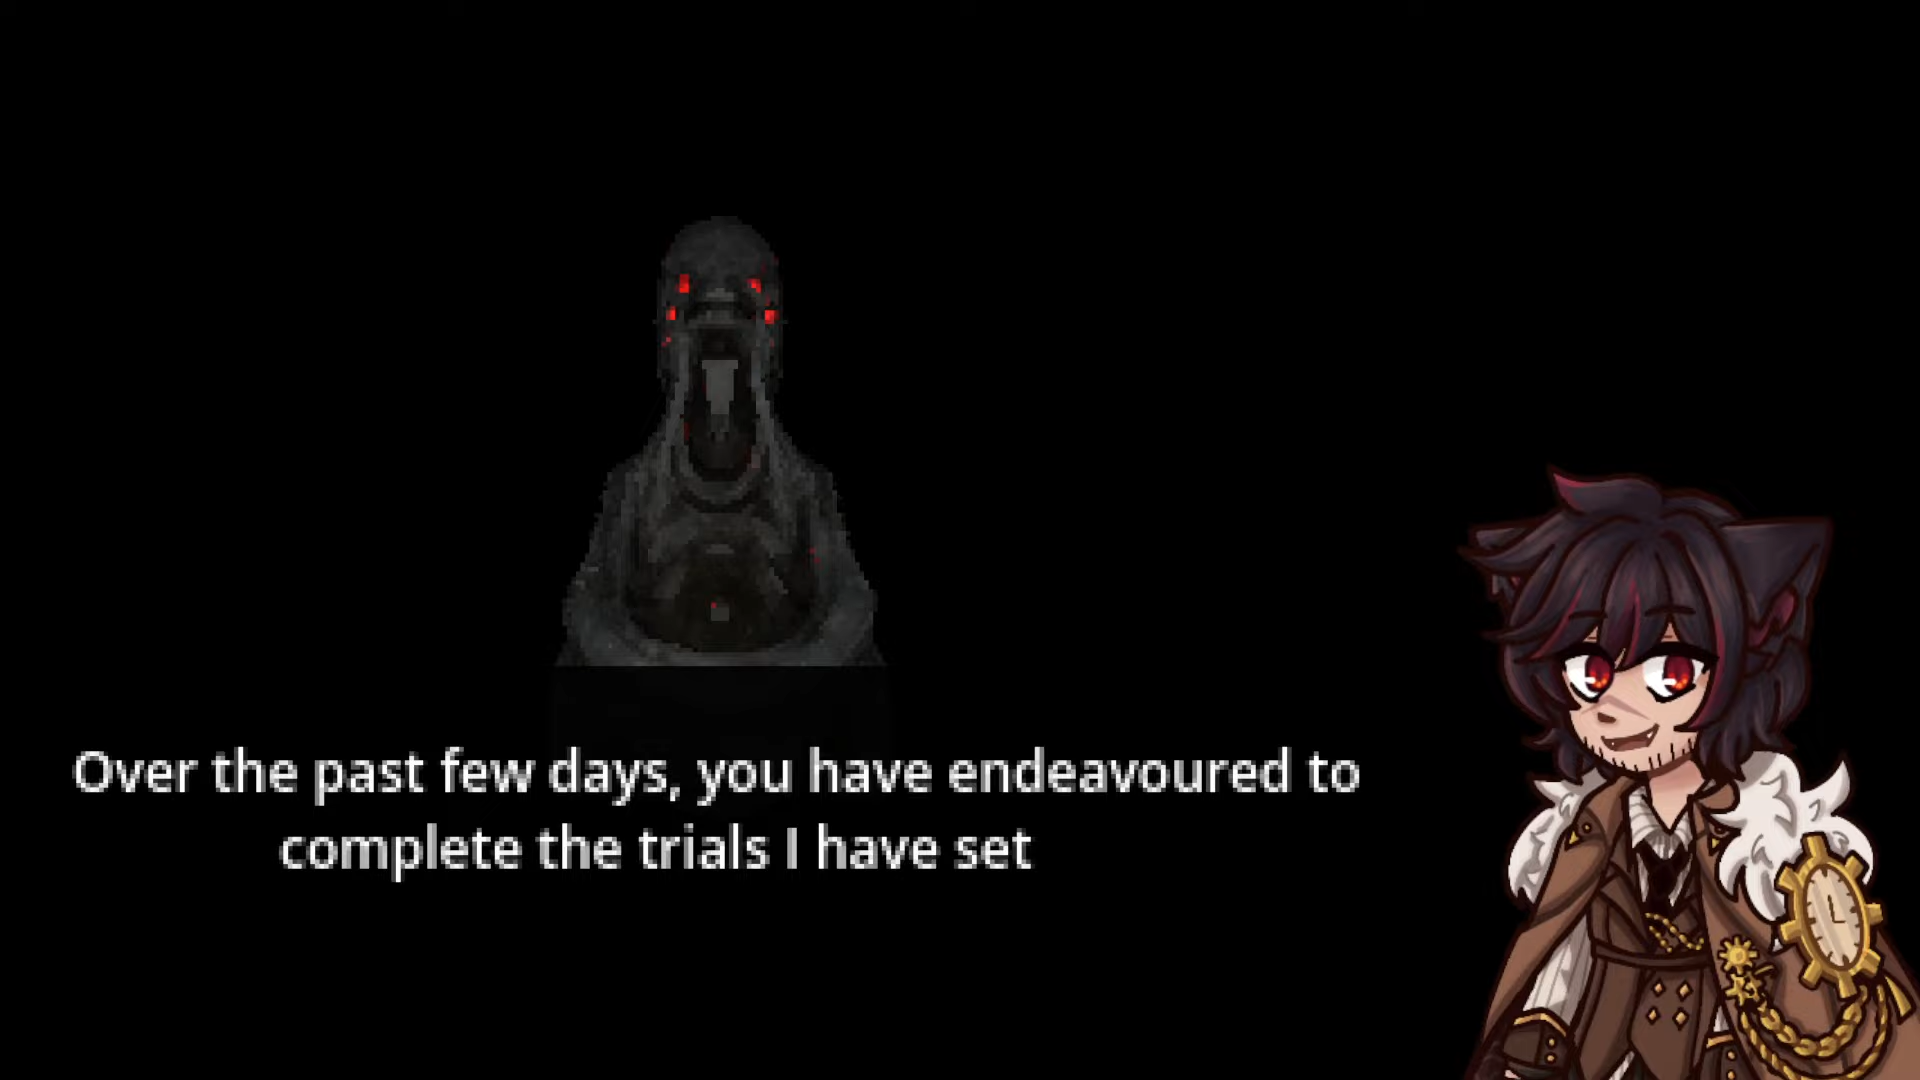 Over the past few days, you have endeavoured to
complete the trials I have set